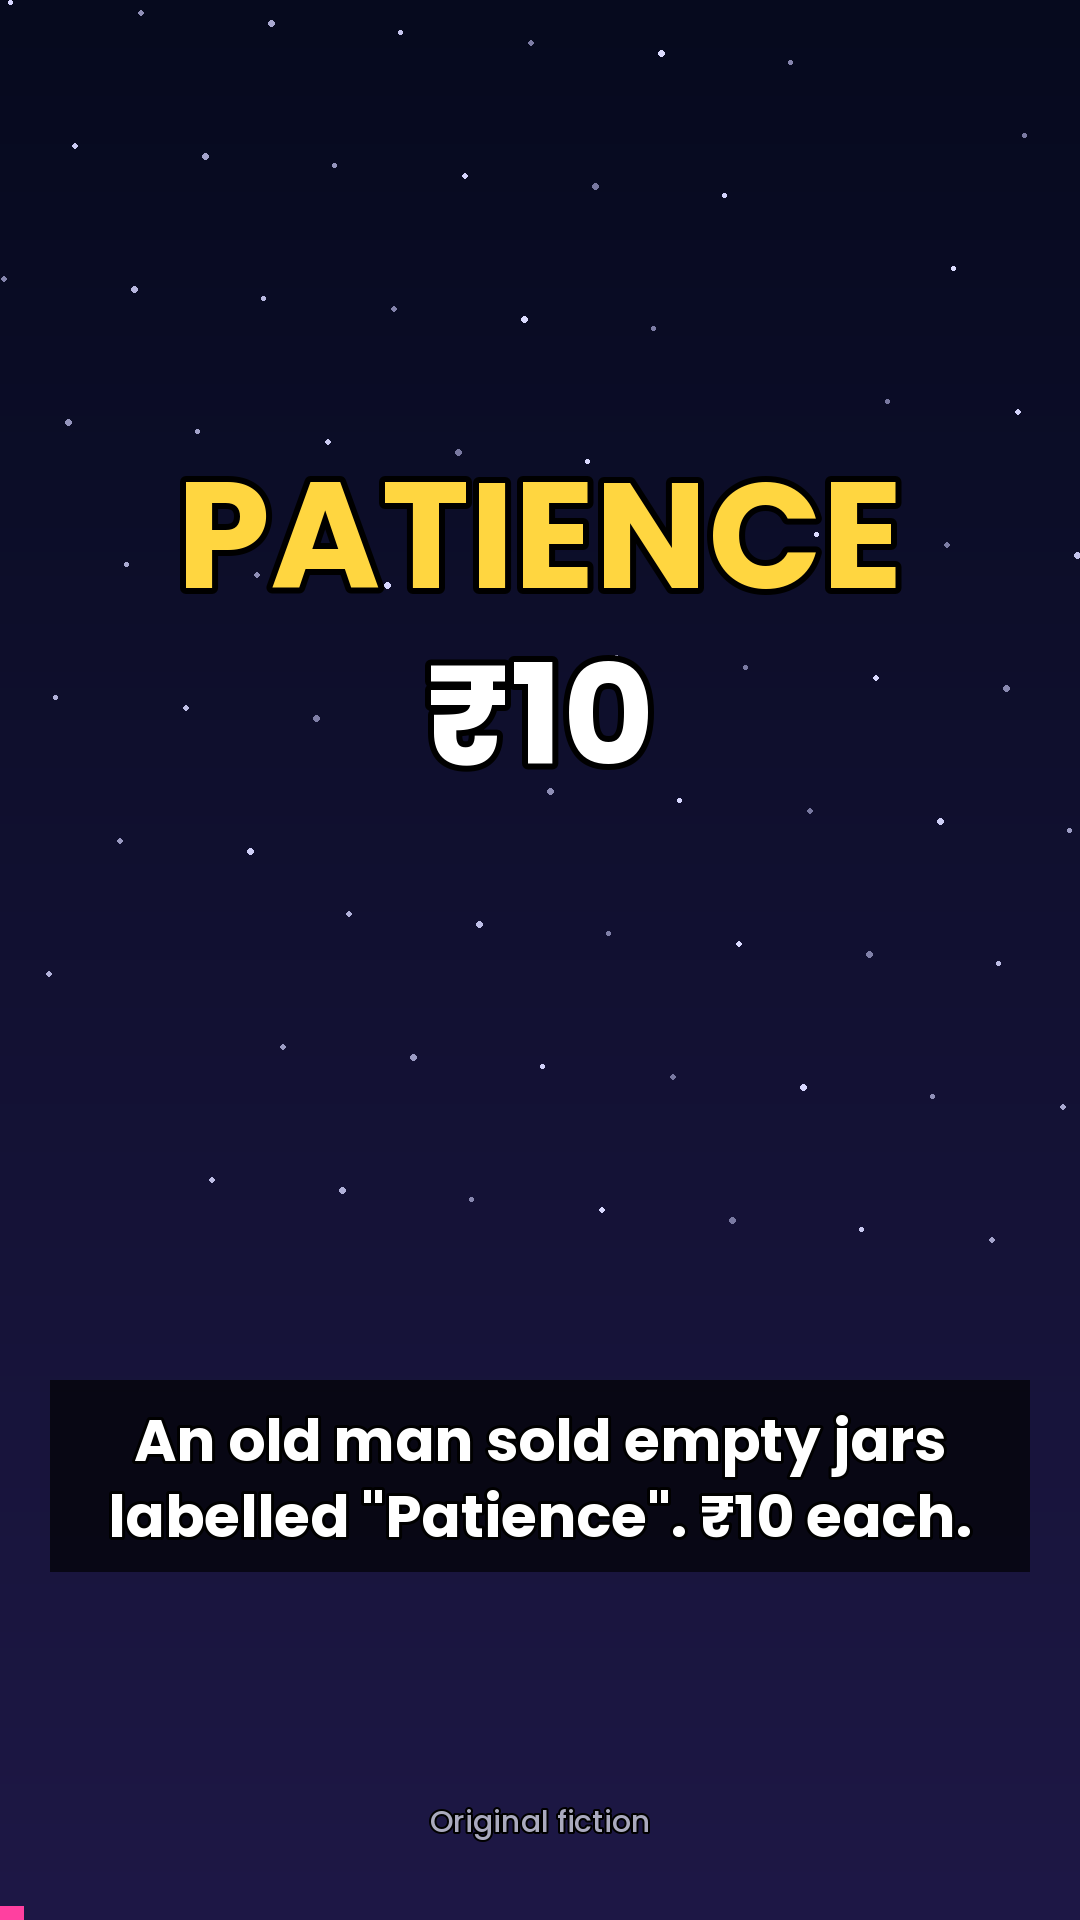 PATIENCE
₹10
An old man sold empty jars
labelled "Patience". ₹10 each.
Original fiction